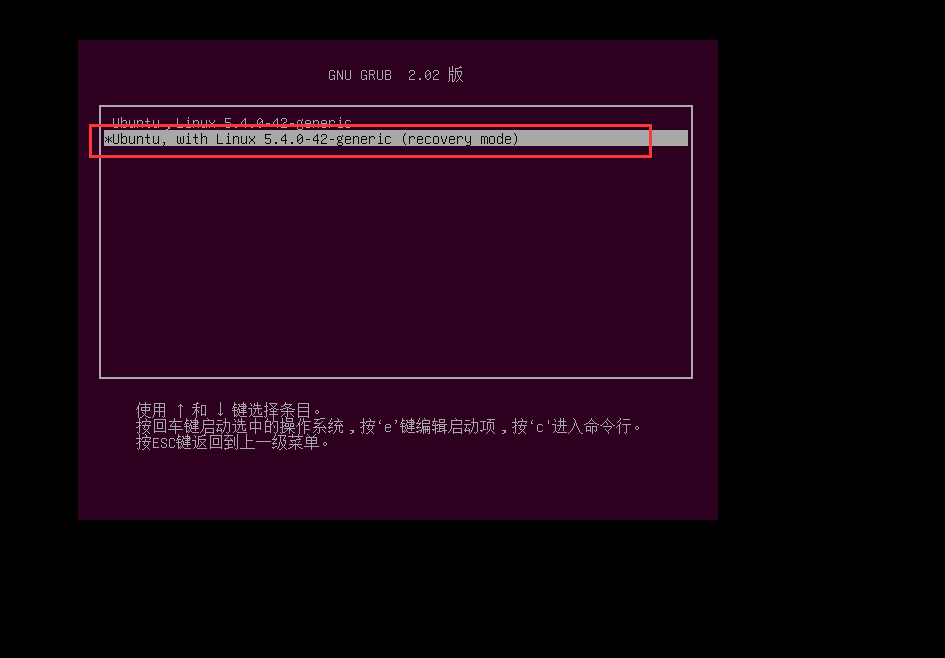 GNU GRUB 2.02 版
Ubuntu ,Linux 5.4.0-42-generic
*Ubuntu, with Linux 5.4.0-42-generic (recovery mode)
使用 ↑ 和 ↓ 键选择条目。
按回车键启动选中的操作系统 , 按‘e’键编辑启动项 , 按‘c'进入命令行。
按ESC键返回到上一级菜单。